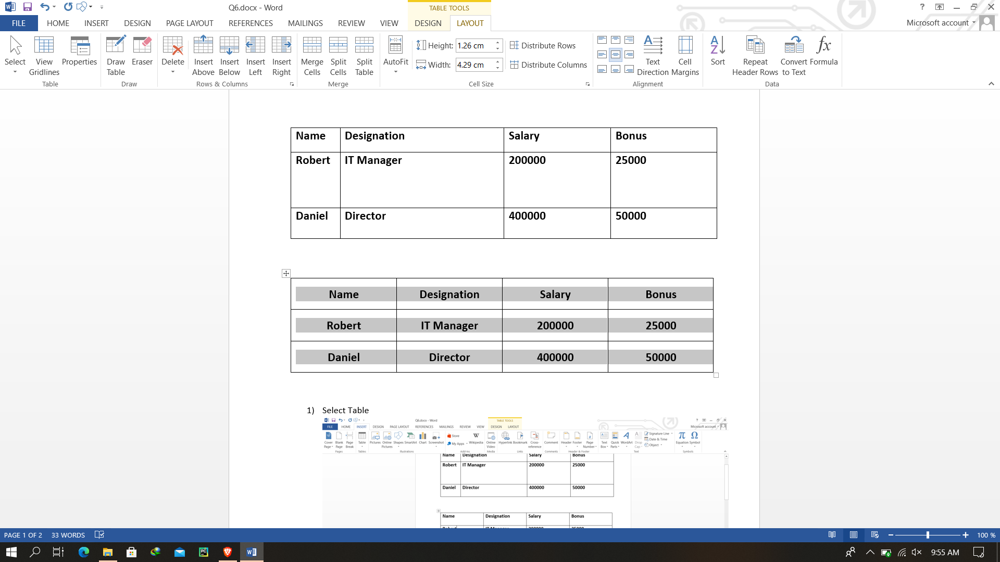 Q6.docx - Word
TABLE TOOLS
FILE HOME INSERT DESIGN PAGE LAYOUT REFERENCES MAILINGS REVIEW VIEW DESIGN LAYOUT
Microsoft account
Select View Gridlines Properties
Table
Draw Table Eraser
Draw
Delete Insert Above Insert Below Insert Left Insert Right
Rows & Columns
Merge Cells Split Cells Split Table
Merge
AutoFit
Height: 1.26 cm Distribute Rows
Width: 4.29 cm Distribute Columns
Cell Size
Text Direction Cell Margins
Alignment
Sort Repeat Header Rows Convert to Text Formula
Data
Name Designation Salary Bonus
Robert IT Manager 200000 25000
Daniel Director 400000 50000
Name Designation Salary Bonus
Robert IT Manager 200000 25000
Daniel Director 400000 50000
1) Select Table
Q6.docx - Word
TABLE TOOLS
FILE HOME INSERT DESIGN PAGE LAYOUT REFERENCES MAILINGS REVIEW VIEW DESIGN LAYOUT
Microsoft account
Cover Page Blank Page Page Break
Pages
Table
Tables
Pictures Online Pictures Shapes SmartArt Chart Screenshot
Illustrations
Store
My Apps
Wikipedia
Add-ins
Online Video
Media
Hyperlink Bookmark Cross-reference
Links
Comment
Comments
Header Footer Page Number
Header & Footer
Text Box Quick Parts WordArt Drop Cap
Signature Line
Date & Time
Object
Text
Equation Symbol
Symbols
Name Designation Salary Bonus
Robert IT Manager 200000 25000
Daniel Director 400000 50000
Name Designation Salary Bonus
PAGE 1 OF 2 33 WORDS
100 %
9:55 AM